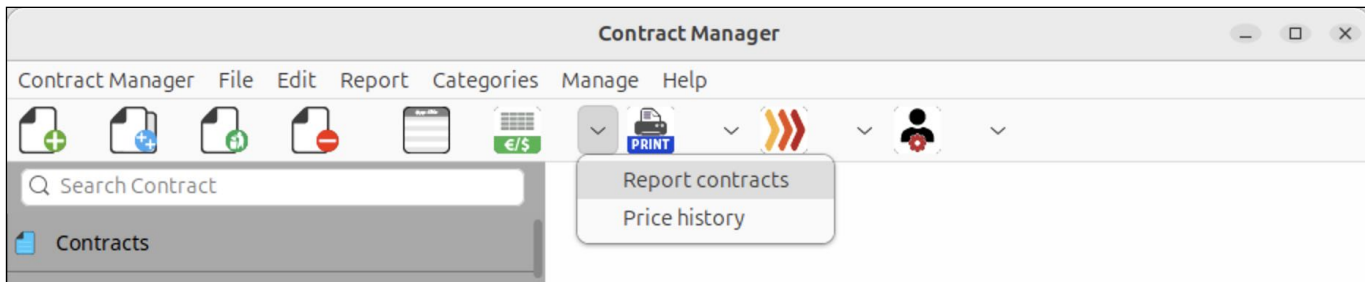 Contract Manager
Contract Manager File Edit Report Categories Manage Help
€/$ PRINT
Search Contract
Report contracts
Price history
Contracts